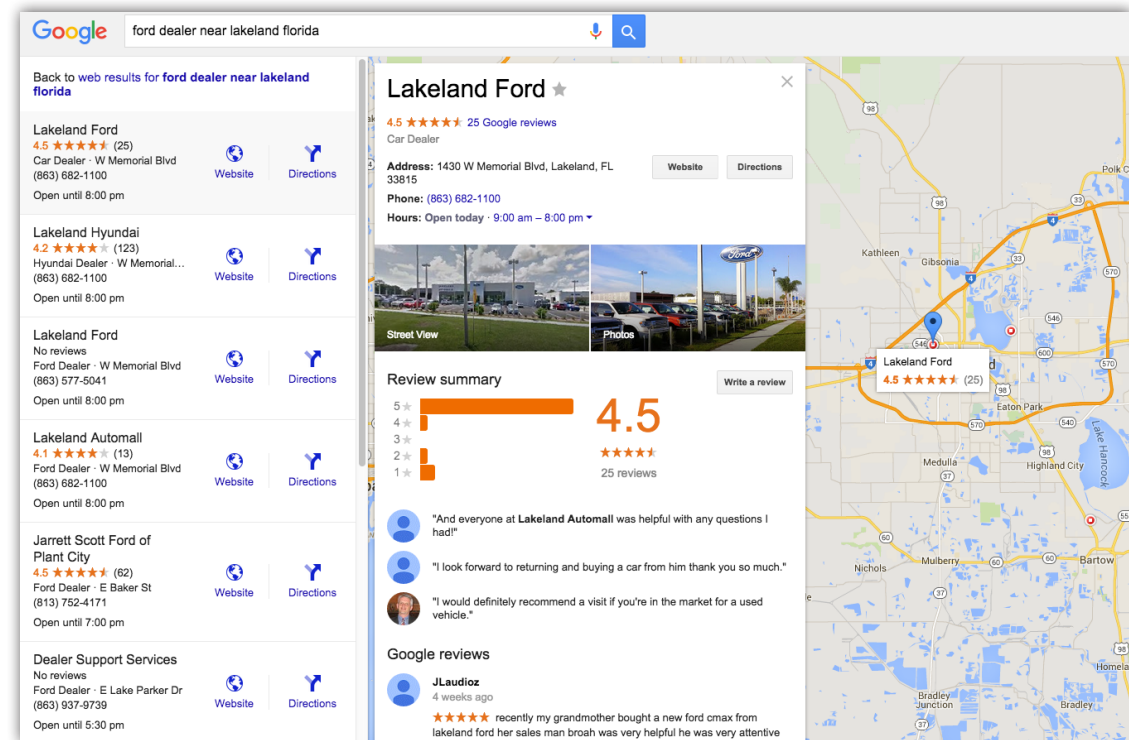 Google
ford dealer near lakeland florida
Back to web results for ford dealer near lakeland
florida
Lakeland Ford
4.5 ★★★★★ (25)
Car Dealer · W Memorial Blvd
(863) 682-1100
Open until 8:00 pm
Website
Directions
Lakeland Hyundai
4.2 ★★★★★ (123)
Hyundai Dealer · W Memorial...
(863) 682-1100
Open until 8:00 pm
Website
Directions
Lakeland Ford
No reviews
Ford Dealer · W Memorial Blvd
(863) 577-5041
Open until 8:00 pm
Website
Directions
Lakeland Automall
4.1 ★★★★★ (13)
Ford Dealer · W Memorial Blvd
(863) 682-1100
Open until 8:00 pm
Website
Directions
Jarrett Scott Ford of
Plant City
4.5 ★★★★★ (62)
Ford Dealer · E Baker St
(813) 752-4171
Open until 7:00 pm
Website
Directions
Dealer Support Services
No reviews
Ford Dealer · E Lake Parker Dr
(863) 937-9739
Open until 5:30 pm
Website
Directions
Lakeland Ford ★
4.5 ★★★★★ 25 Google reviews
Car Dealer
Address: 1430 W Memorial Blvd, Lakeland, FL
33815
Website
Directions
Phone: (863) 682-1100
Hours: Open today · 9:00 am – 8:00 pm
Ford
Street View
Photos
Review summary
Write a review
5 ★
4 ★
3 ★
2 ★
1 ★
4.5
★★★★★
25 reviews
"And everyone at Lakeland Automall was helpful with any questions I
had!"
"I look forward to returning and buying a car from him thank you so much."
"I would definitely recommend a visit if you're in the market for a used
vehicle."
Google reviews
JLaudioz
4 weeks ago
★★★★★ recently my grandmother bought a new ford cmax from
lakeland ford her sales man broah was very helpful he was very attentive
98
Polk C
98
33
4
Kathleen
Gibsonia
33
4
570
546
546
600
Lakeland Ford
4.5 ★★★★★ (25)
4
570
98
Eaton Park
570
540
Lake Hancock
Medulla
98
Highland City
37
55
60
Nichols
Mulberry
60
60
Bartow
37
98
Homela
Bradley
Junction
Bradley
37